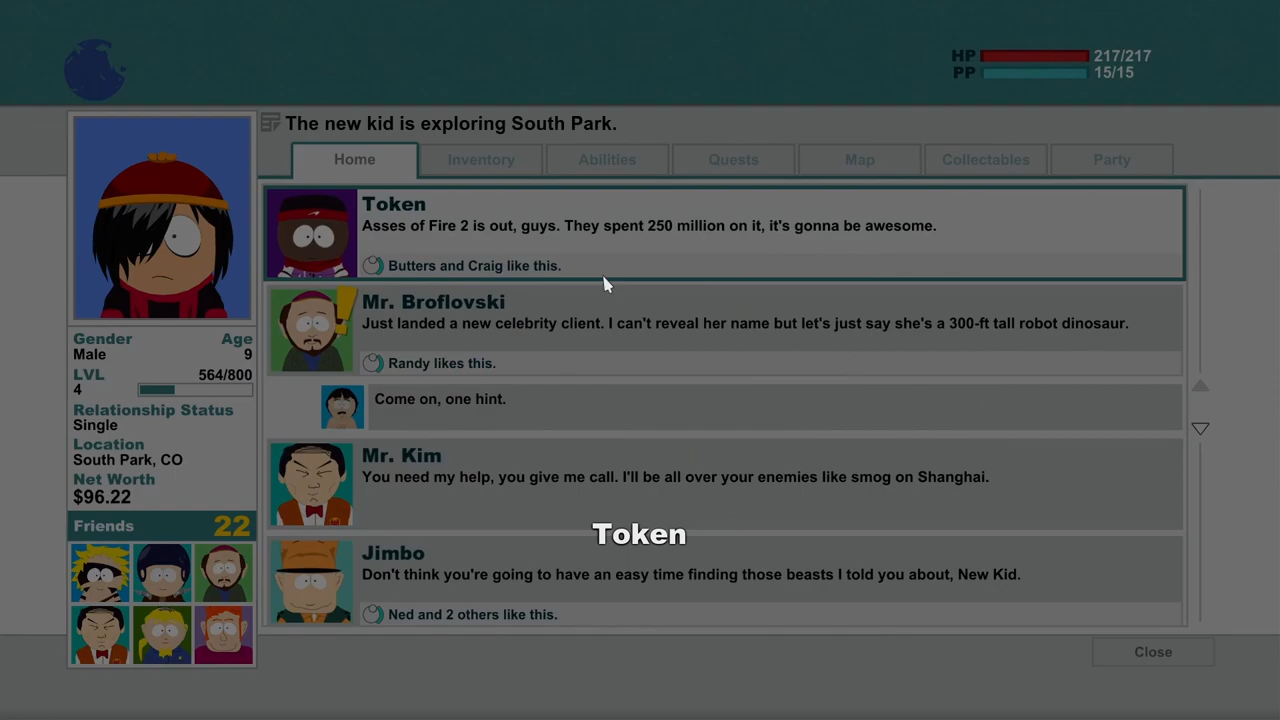 HP 217/217
PP 15/15
The new kid is exploring South Park.
Home Inventory Abilities Quests Map Collectables Party
Token
Asses of Fire 2 is out, guys. They spent 250 million on it, it's gonna be awesome.
Butters and Craig like this.
Mr. Broflovski
Just landed a new celebrity client. I can't reveal her name but let's just say she's a 300-ft tall robot dinosaur.
Randy likes this.
Come on, one hint.
Mr. Kim
You need my help, you give me call. I'll be all over your enemies like smog on Shanghai.
Token
Jimbo
Don't think you're going to have an easy time finding those beasts I told you about, New Kid.
Ned and 2 others like this.
Gender Age
Male 9
LVL 564/800
4
Relationship Status
Single
Location
South Park, CO
Net Worth
$96.22
Friends 22
Close